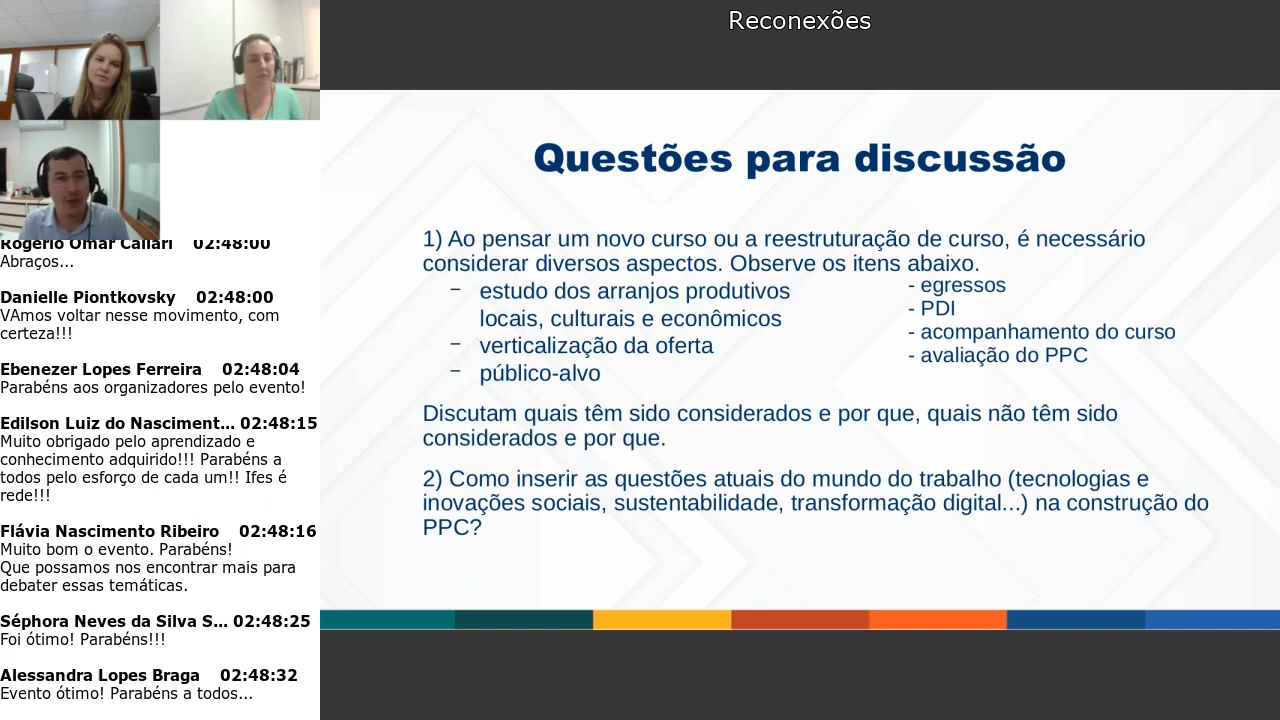 Reconexões
Rogério Omar Caliari 02:48:00
Abraços...
Danielle Piontkovsky 02:48:00
VAmos voltar nesse movimento, com
certeza!!!
Ebenezer Lopes Ferreira 02:48:04
Parabéns aos organizadores pelo evento!
Edilson Luiz do Nasciment... 02:48:15
Muito obrigado pelo aprendizado e
conhecimento adquirido!!! Parabéns a
todos pelo esforço de cada um!! Ifes é
rede!!!
Flávia Nascimento Ribeiro 02:48:16
Muito bom o evento. Parabéns!
Que possamos nos encontrar mais para
debater essas temáticas.
Séphora Neves da Silva S... 02:48:25
Foi ótimo! Parabéns!!!
Alessandra Lopes Braga 02:48:32
Evento ótimo! Parabéns a todos...
Questões para discussão
1) Ao pensar um novo curso ou a reestruturação de curso, é necessário
considerar diversos aspectos. Observe os itens abaixo.
– estudo dos arranjos produtivos
locais, culturais e econômicos
– verticalização da oferta
– público-alvo
- egressos
- PDI
- acompanhamento do curso
- avaliação do PPC
Discutam quais têm sido considerados e por que, quais não têm sido
considerados e por que.
2) Como inserir as questões atuais do mundo do trabalho (tecnologias e
inovações sociais, sustentabilidade, transformação digital...) na construção do
PPC?